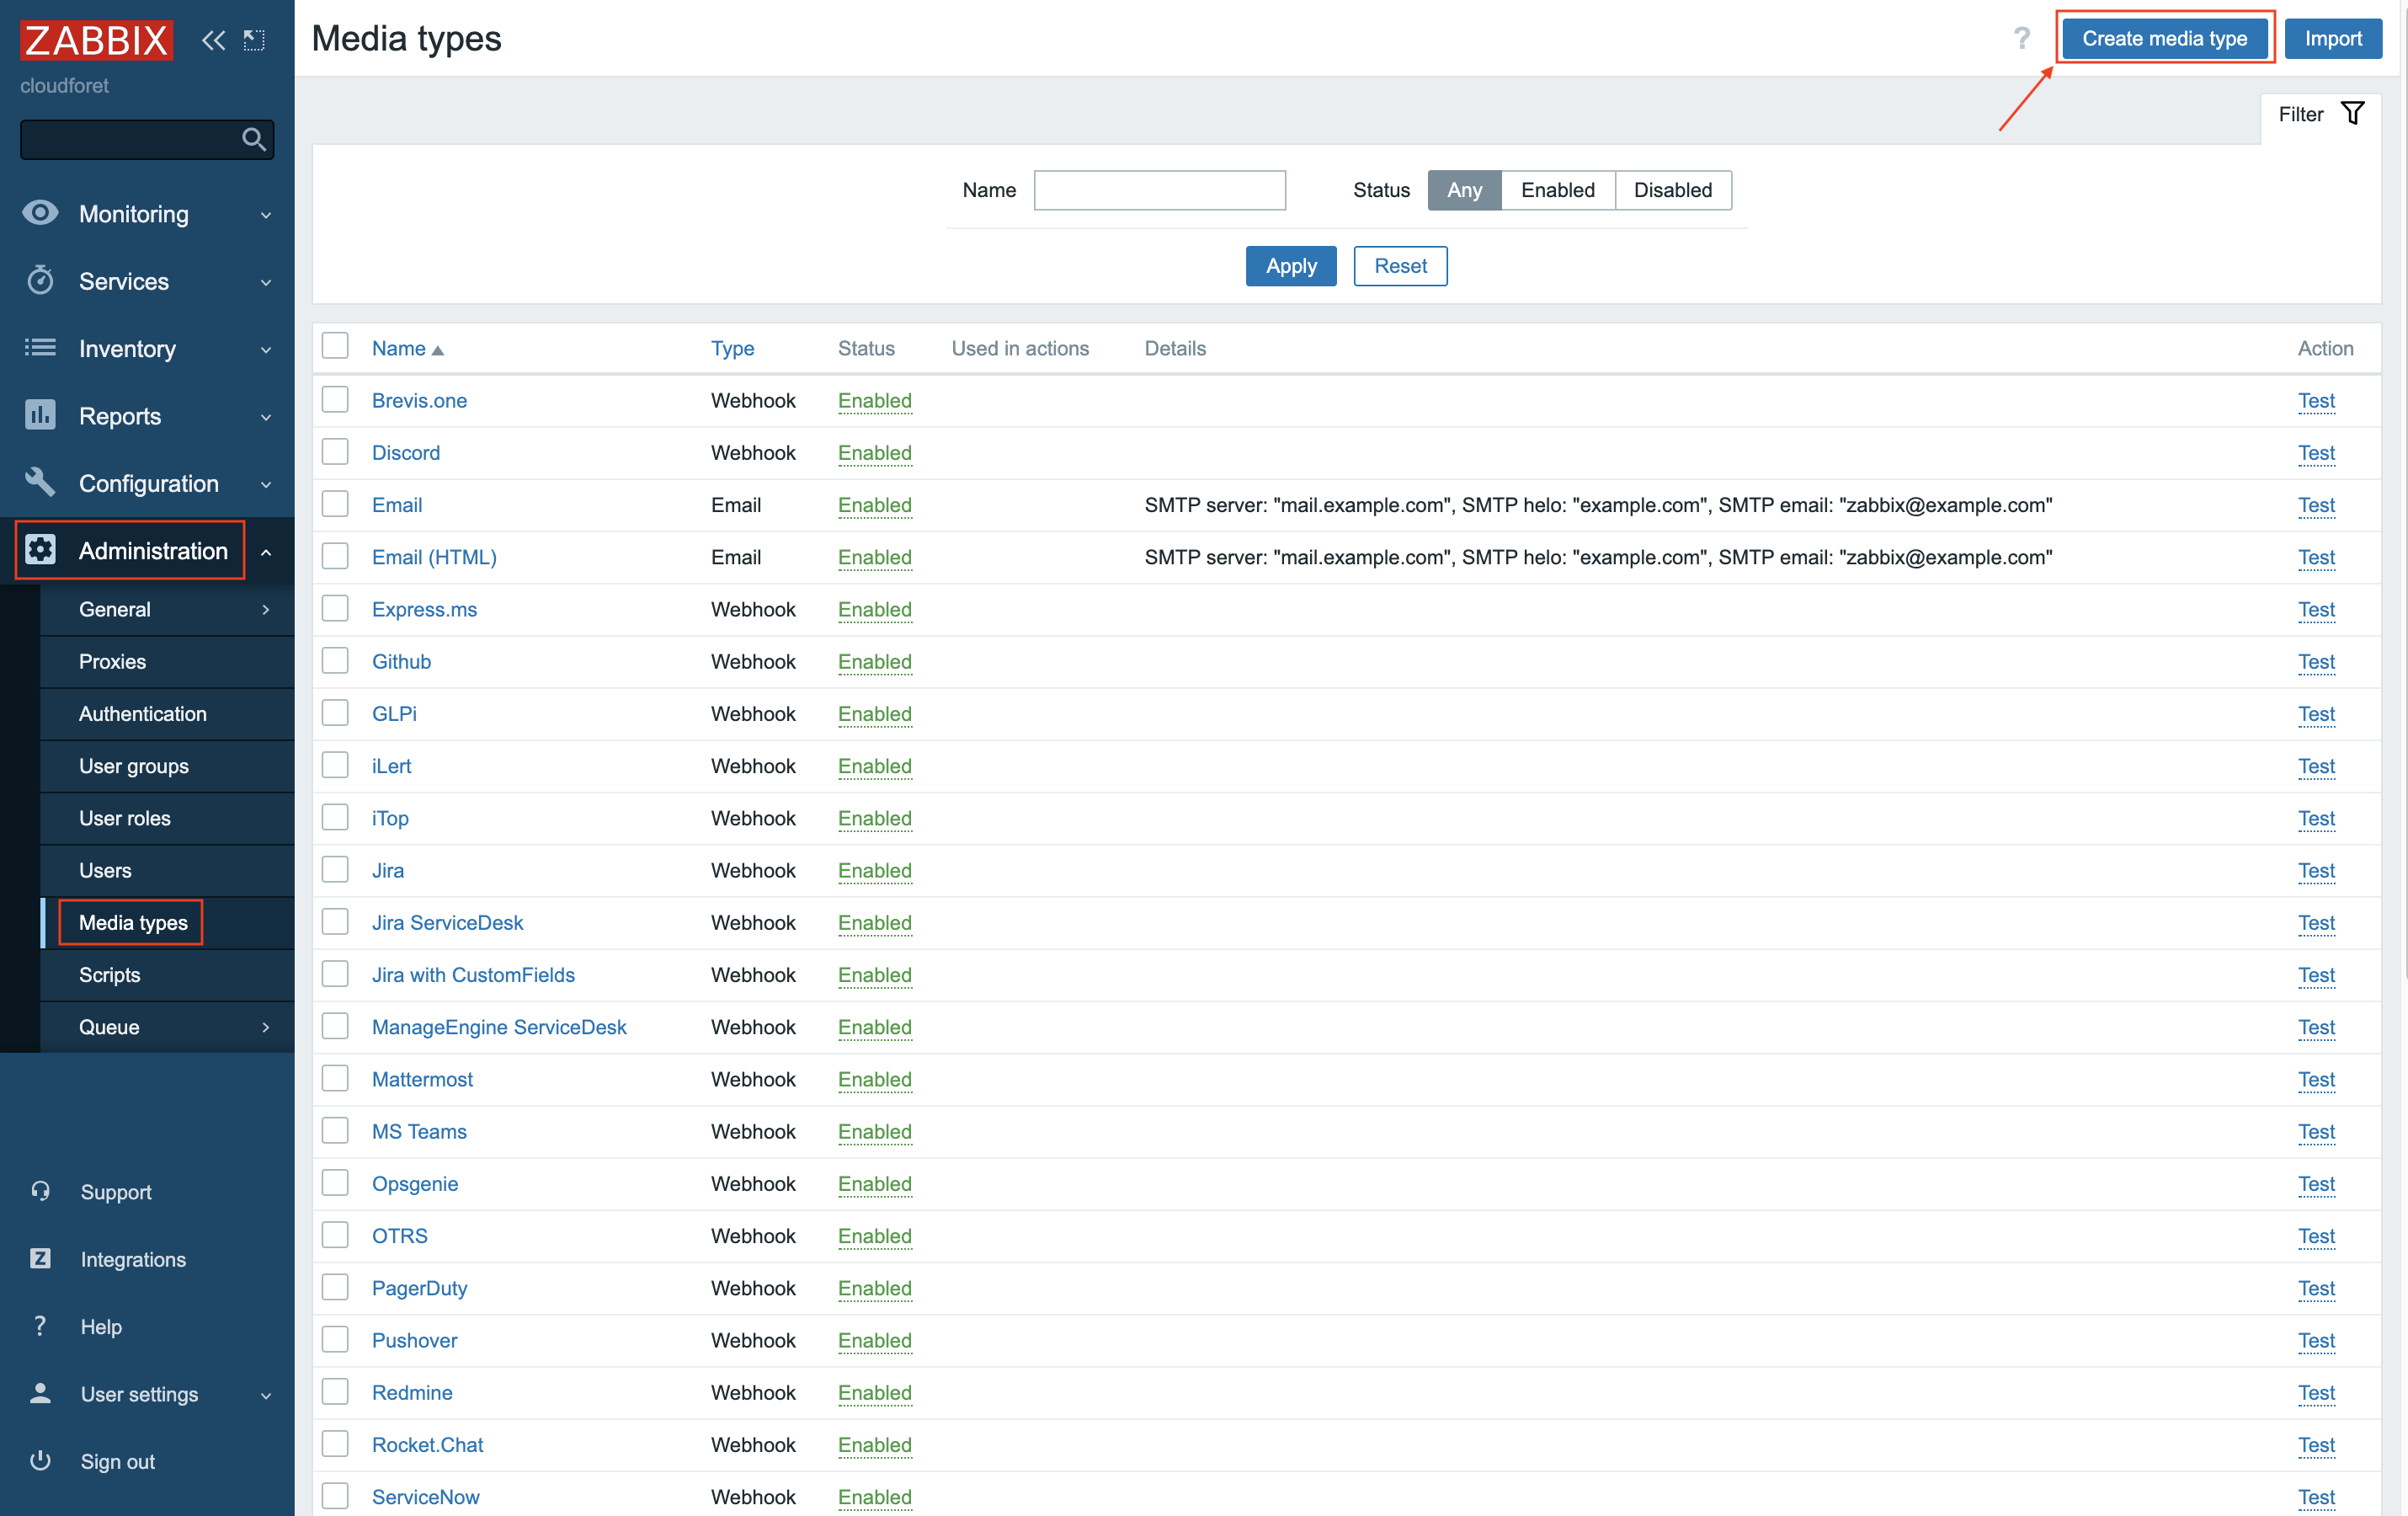 ZABBIX
cloudforet
Monitoring
Services
Inventory
Reports
Configuration
Administration
General
Proxies
Authentication
User groups
User roles
Users
Media types
Scripts
Queue
Support
Z Integrations
? Help
User settings
Sign out
Media types
? Create media type Import
Filter
Name Status Any Enabled Disabled
Apply Reset
Name Type Status Used in actions Details Action
Brevis.one Webhook Enabled Test
Discord Webhook Enabled Test
Email Email Enabled SMTP server: "mail.example.com", SMTP helo: "example.com", SMTP email: "zabbix@example.com" Test
Email (HTML) Email Enabled SMTP server: "mail.example.com", SMTP helo: "example.com", SMTP email: "zabbix@example.com" Test
Express.ms Webhook Enabled Test
Github Webhook Enabled Test
GLPi Webhook Enabled Test
iLert Webhook Enabled Test
iTop Webhook Enabled Test
Jira Webhook Enabled Test
Jira ServiceDesk Webhook Enabled Test
Jira with CustomFields Webhook Enabled Test
ManageEngine ServiceDesk Webhook Enabled Test
Mattermost Webhook Enabled Test
MS Teams Webhook Enabled Test
Opsgenie Webhook Enabled Test
OTRS Webhook Enabled Test
PagerDuty Webhook Enabled Test
Pushover Webhook Enabled Test
Redmine Webhook Enabled Test
Rocket.Chat Webhook Enabled Test
ServiceNow Webhook Enabled Test